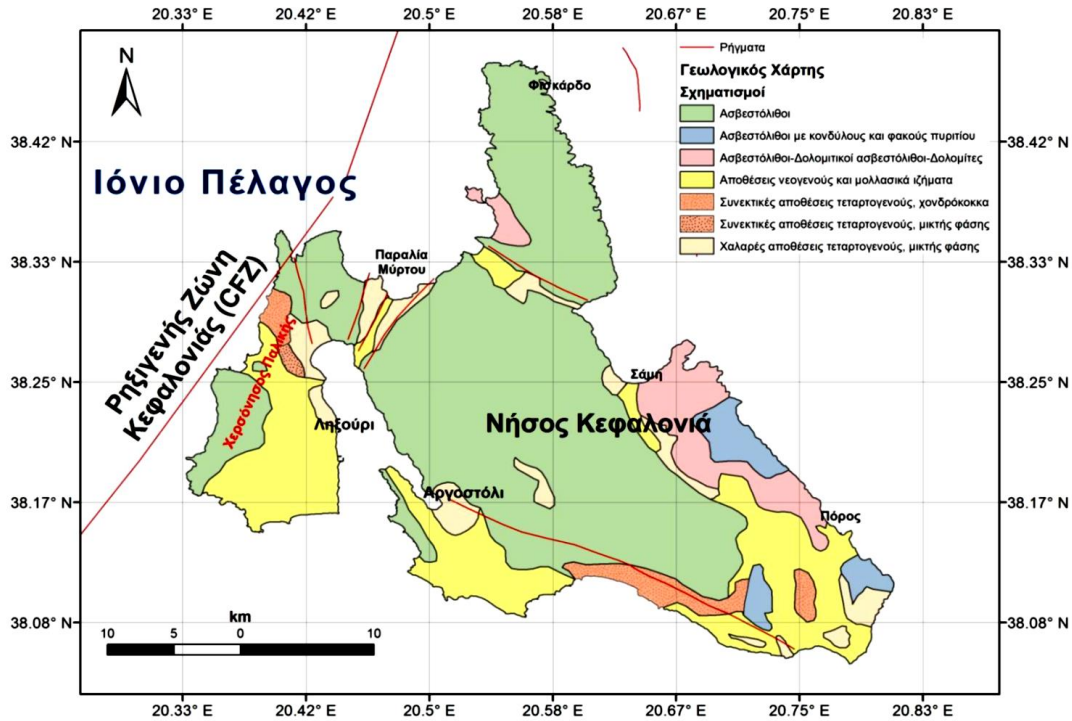 20.33° E 20.42° E 20.5° E 20.58° E 20.67° E 20.75° E 20.83° E
N
Ρήγματα
Γεωλογικός Χάρτης
Σχηματισμοί
Ασβεστόλιθοι
Ασβεστόλιθοι με κονδύλους και φακούς πυριτίου
Ασβεστόλιθοι-Δολομιτικοί ασβεστόλιθοι-Δολομίτες
Αποθέσεις νεογενούς και μολλασικά ιζήματα
Συνεκτικές αποθέσεις τεταρτογενούς, χονδρόκοκκα
Συνεκτικές αποθέσεις τεταρτογενούς, μικτής φάσης
Χαλαρές αποθέσεις τεταρτογενούς, μικτής φάσης
Φισκάρδο
38.42° N 38.42° N
Ιόνιο Πέλαγος
Παραλία
Μύρτου
38.33° N 38.33° N
Ρηξιγενής Ζώνη
Κεφαλονιάς (CFZ)
Χερσόνησος Παλικής
38.25° N 38.25° N
Σάμη
Ληξούρι
Νήσος Κεφαλονιά
Αργοστόλι
38.17° N 38.17° N
Πόρος
km
10 5 0 10
38.08° N 38.08° N
20.33° E 20.42° E 20.5° E 20.58° E 20.67° E 20.75° E 20.83° E